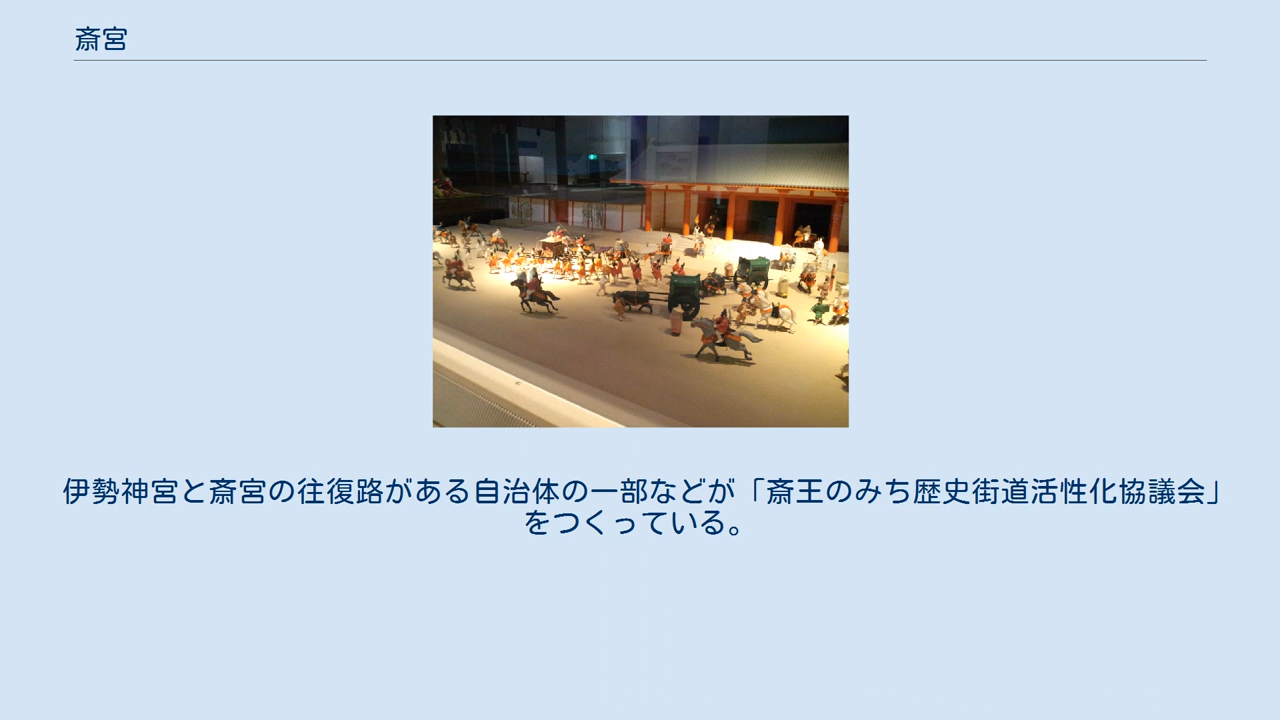 斎宮
伊勢神宮と斎宮の往復路がある自治体の一部などが「斎王のみち歴史街道活性化協議会」
をつくっている。